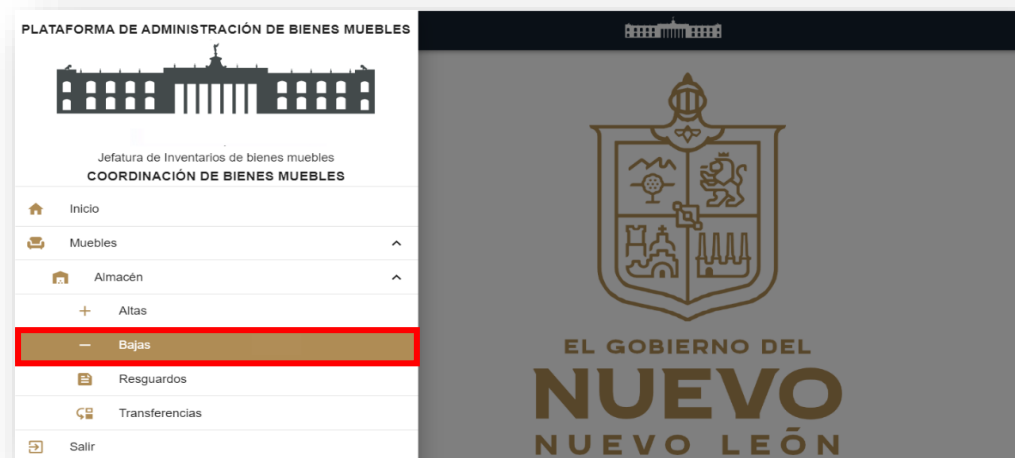 PLATAFORMA DE ADMINISTRACIÓN DE BIENES MUEBLES
Jefatura de Inventarios de bienes muebles
COORDINACIÓN DE BIENES MUEBLES
Inicio
Muebles
Almacén
Altas
Bajas
Resguardos
Transferencias
Salir
EL GOBIERNO DEL
NUEVO
NUEVO LEÓN